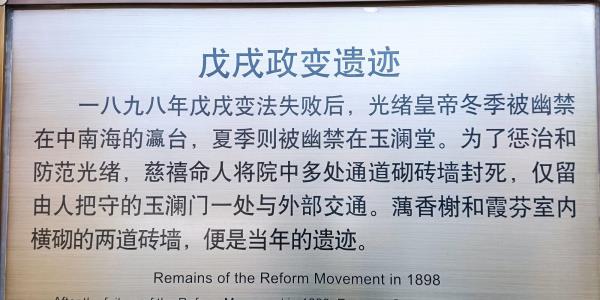 戊戌政变遗迹
一八九八年戊戌变法失败后，光绪皇帝冬季被幽禁
在中南海的瀛台，夏季则被幽禁在玉澜堂。为了惩治和
防范光绪，慈禧命人将院中多处通道砌砖墙封死，仅留
由人把守的玉澜门一处与外部交通。藕香榭和霞芬室内
横砌的两道砖墙，便是当年的遗迹。
Remains of the Reform Movement in 1898